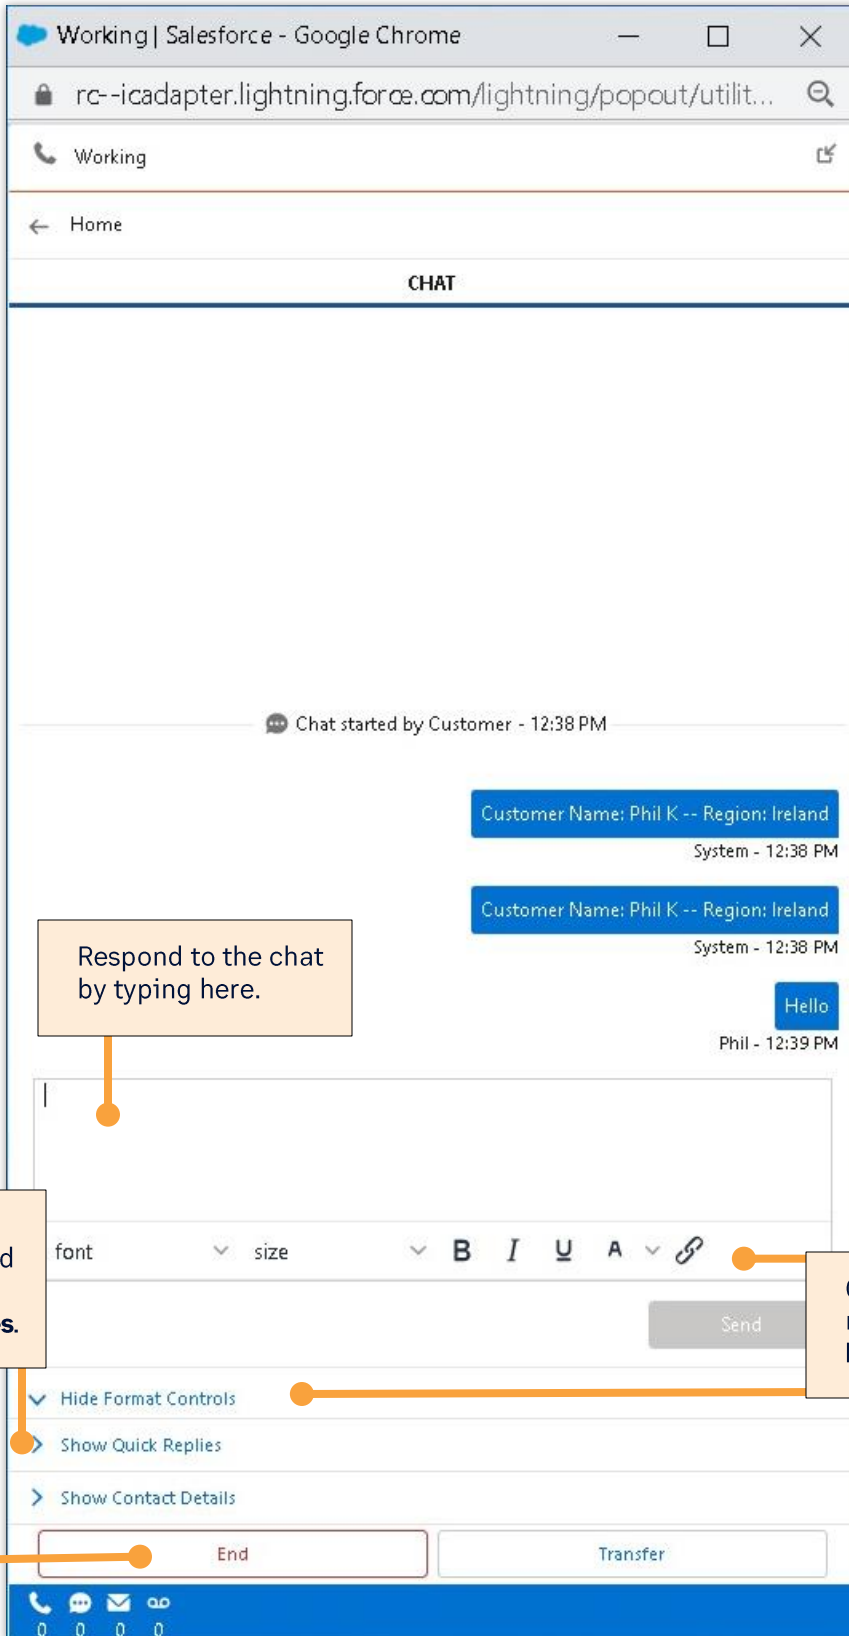 Working | Salesforce - Google Chrome
rc--icadapter.lightning.force.com/lightning/popout/utilit...
Working
Home
CHAT
Chat started by Customer - 12:38 PM
Customer Name: Phil K -- Region: Ireland
System - 12:38 PM
Customer Name: Phil K -- Region: Ireland
System - 12:38 PM
Respond to the chat
by typing here.
Hello
Phil - 12:39 PM
font size B I U A
Send
Hide Format Controls
Show Quick Replies
Show Contact Details
End Transfer
0 0 0 0